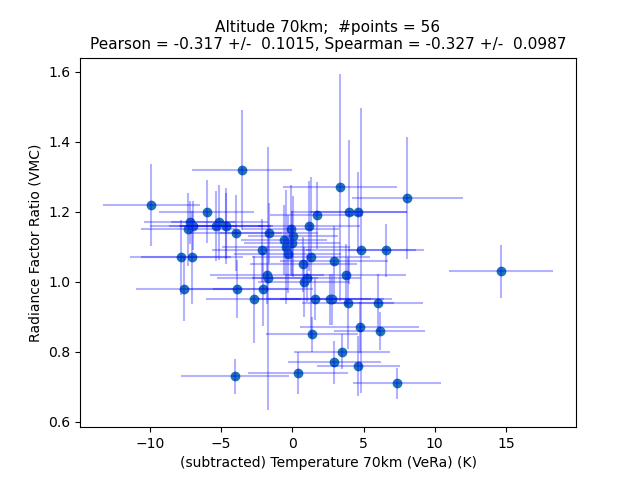 Altitude 70km;  #points = 56
Pearson = -0.317 +/-  0.1015, Spearman = -0.327 +/-  0.0987
1.6
1.4
1.2
1.0
0.8
0.6
Radiance Factor Ratio (VMC)
−10 −5 0 5 10 15
(subtracted) Temperature 70km (VeRa) (K)